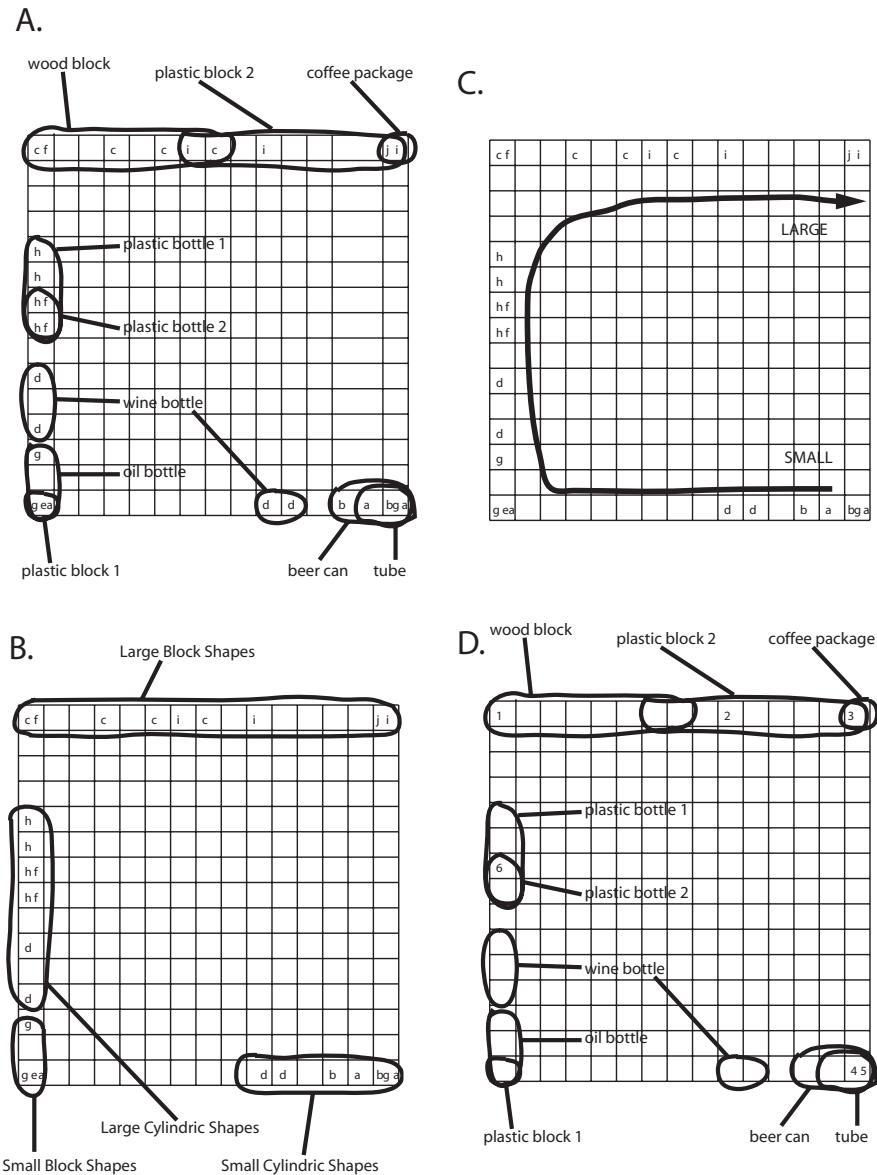 A.
wood block plastic block 2 coffee package
c f c c i c i j i
h plastic bottle 1
h
h f
h f plastic bottle 2
d
wine bottle
d
g
oil bottle
g e a d d b a b g a
plastic block 1 beer can tube
C.
c f c c i c i j i
LARGE
h
h
h f
h f
d
d
g SMALL
g e a d d b a b g a
B.
Large Block Shapes
c f c c i c i j i
h
h
h f
h f
d
d
g
g e a d d b a b g a
Large Cylindric Shapes
Small Block Shapes Small Cylindric Shapes
D.
wood block plastic block 2 coffee package
1 2 3
plastic bottle 1
6
plastic bottle 2
wine bottle
oil bottle
4 5
plastic block 1 beer can tube